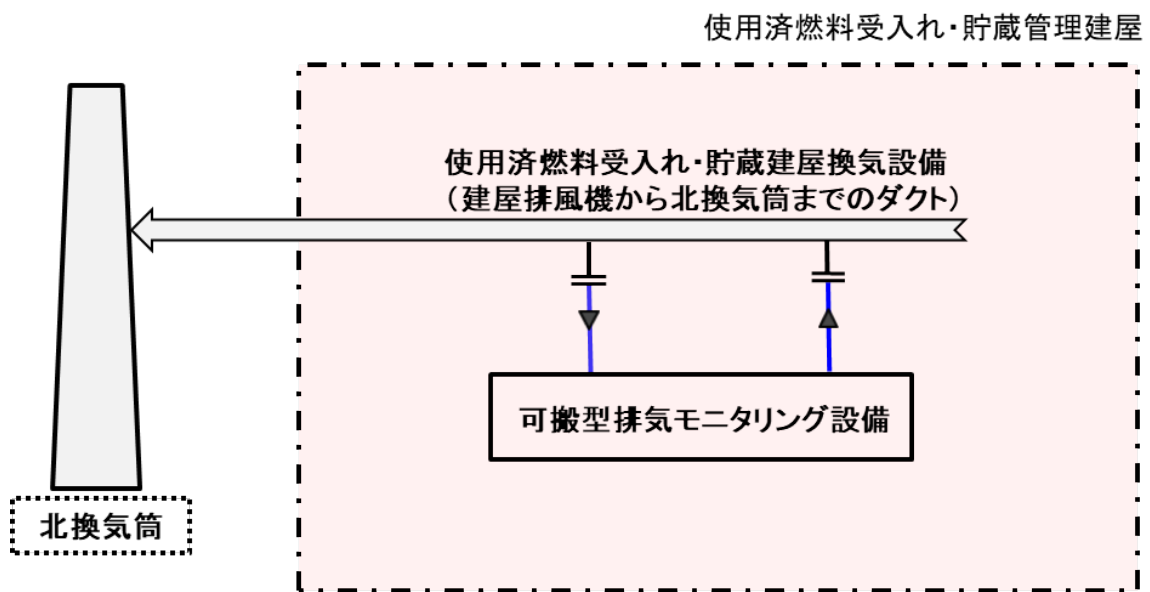 使用済燃料受入れ・貯蔵管理建屋
使用済燃料受入れ・貯蔵建屋換気設備
（建屋排風機から北換気筒までのダクト）
可搬型排気モニタリング設備
北換気筒